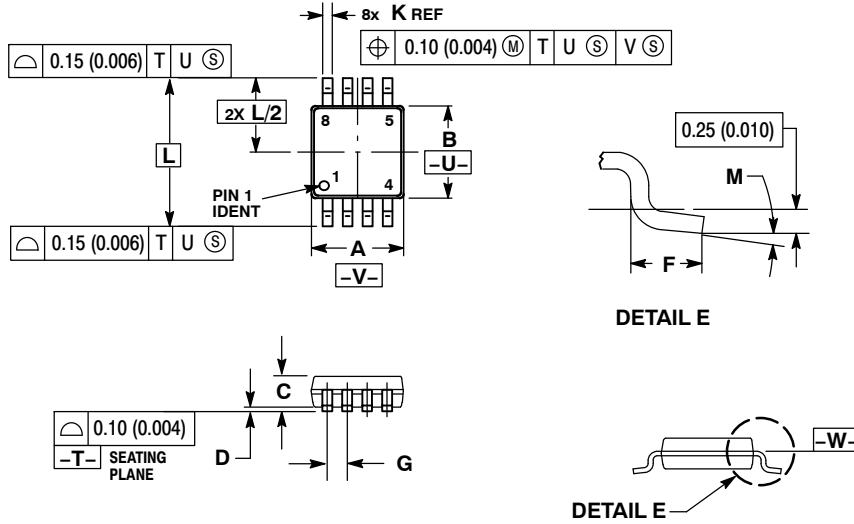 8x K REF
⌓ 0.15 (0.006) T U Ⓢ
⌖ 0.10 (0.004) Ⓜ T U Ⓢ V Ⓢ
2X L/2
8 5
L
B
–U–
0.25 (0.010)
M
1
4
PIN 1
IDENT
⌓ 0.15 (0.006) T U Ⓢ
A
–V–
F
DETAIL E
C
⌓ 0.10 (0.004)
–T– SEATING
PLANE
D
G
–W–
DETAIL E